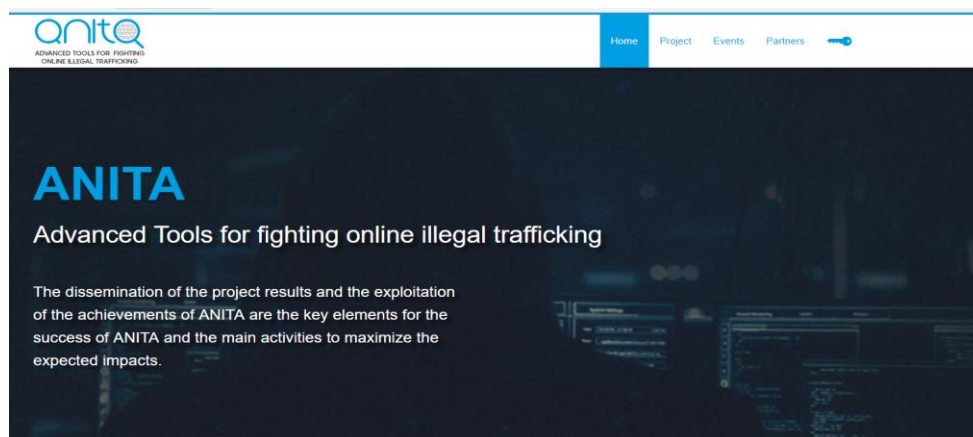 anita
ADVANCED TOOLS FOR FIGHTING
ONLINE ILLEGAL TRAFFICKING
Home Project Events Partners
ANITA
Advanced Tools for fighting online illegal trafficking
The dissemination of the project results and the exploitation
of the achievements of ANITA are the key elements for the
success of ANITA and the main activities to maximize the
expected impacts.
System Settings